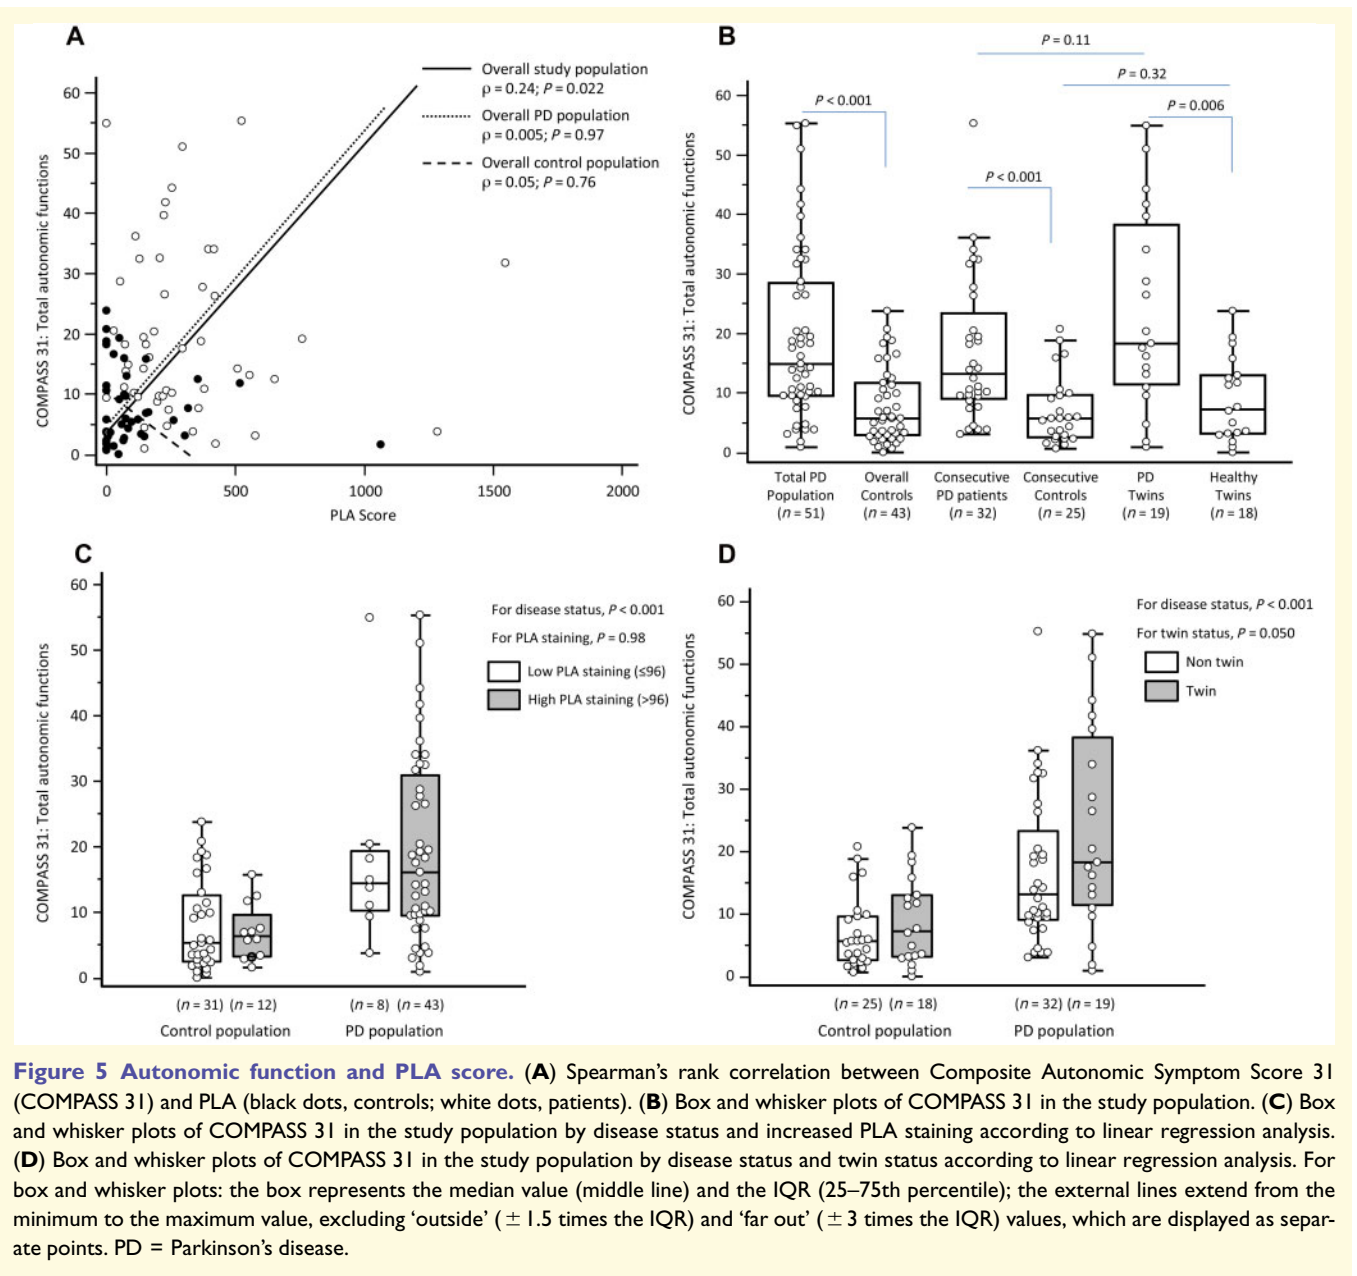 A
COMPASS 31: Total autonomic functions
60
50
40
30
20
10
0
0 500 1000 1500 2000
PLA Score
Overall study population
ρ = 0.24; P = 0.022
Overall PD population
ρ = 0.005; P = 0.97
Overall control population
ρ = 0.05; P = 0.76
B
COMPASS 31: Total autonomic functions
60
50
40
30
20
10
0
P = 0.11
P = 0.32
P < 0.001
P = 0.006
P < 0.001
Total PD Overall Consecutive Consecutive PD Healthy
Population Controls PD patients Controls Twins Twins
(n = 51) (n = 43) (n = 32) (n = 25) (n = 19) (n = 18)
C
COMPASS 31: Total autonomic functions
60
50
40
30
20
10
0
For disease status, P < 0.001
For PLA staining, P = 0.98
Low PLA staining (≤96)
High PLA staining (>96)
(n = 31) (n = 12) (n = 8) (n = 43)
Control population PD population
D
COMPASS 31: Total autonomic functions
60
50
40
30
20
10
0
For disease status, P < 0.001
For twin status, P = 0.050
Non twin
Twin
(n = 25) (n = 18) (n = 32) (n = 19)
Control population PD population
Figure 5 Autonomic function and PLA score. (A) Spearman's rank correlation between Composite Autonomic Symptom Score 31
(COMPASS 31) and PLA (black dots, controls; white dots, patients). (B) Box and whisker plots of COMPASS 31 in the study population. (C) Box
and whisker plots of COMPASS 31 in the study population by disease status and increased PLA staining according to linear regression analysis.
(D) Box and whisker plots of COMPASS 31 in the study population by disease status and twin status according to linear regression analysis. For
box and whisker plots: the box represents the median value (middle line) and the IQR (25–75th percentile); the external lines extend from the
minimum to the maximum value, excluding 'outside' (±1.5 times the IQR) and 'far out' (±3 times the IQR) values, which are displayed as separ-
ate points. PD = Parkinson's disease.